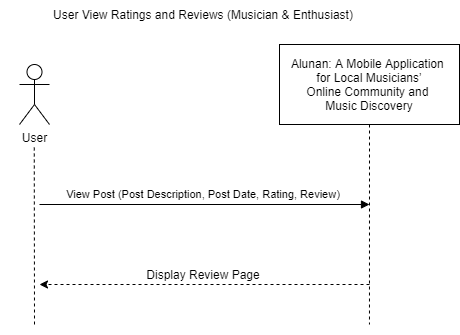 User View Ratings and Reviews (Musician & Enthusiast)
Alunan: A Mobile Application
for Local Musicians'
Online Community and
Music Discovery
User
View Post (Post Description, Post Date, Rating, Review)
Display Review Page